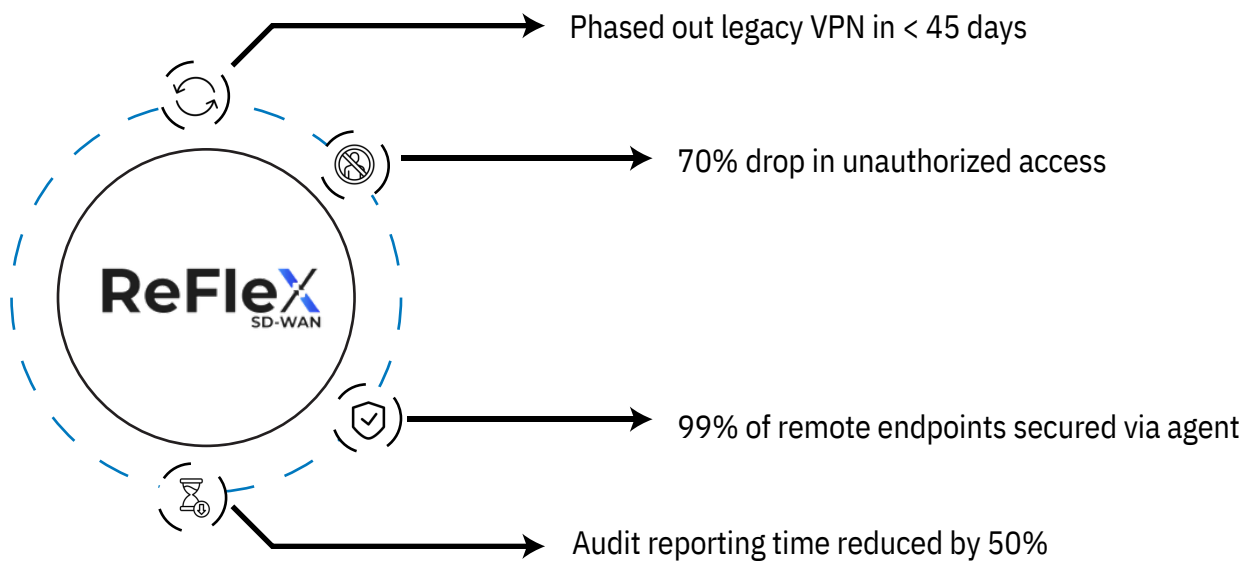 Phased out legacy VPN in < 45 days
70% drop in unauthorized access
ReFleX
SD-WAN
99% of remote endpoints secured via agent
Audit reporting time reduced by 50%